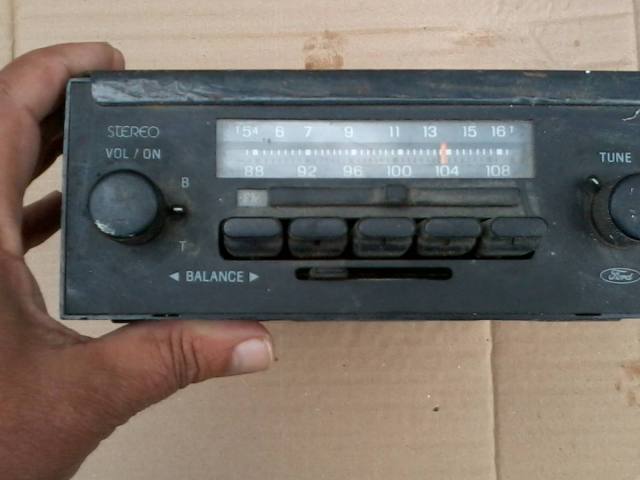 STEREO
VOL / ON
B
T
◄ BALANCE ►
54 6 7 9 11 13 15 16
88 92 96 100 104 108
TUNE
Ford